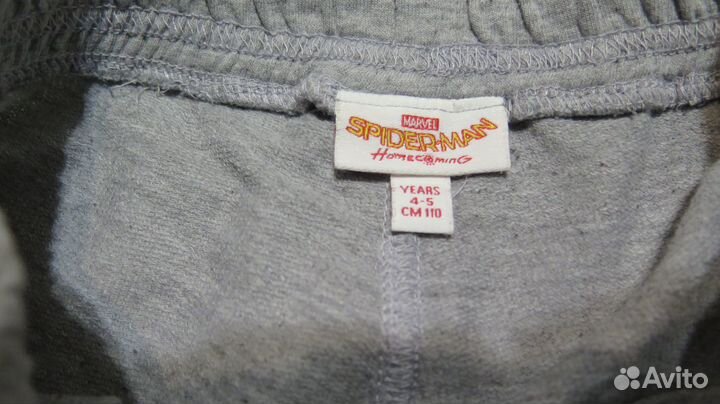 MARVEL
SPIDER-MAN
HOMECOMING
YEARS
4-5
CM 110
Avito